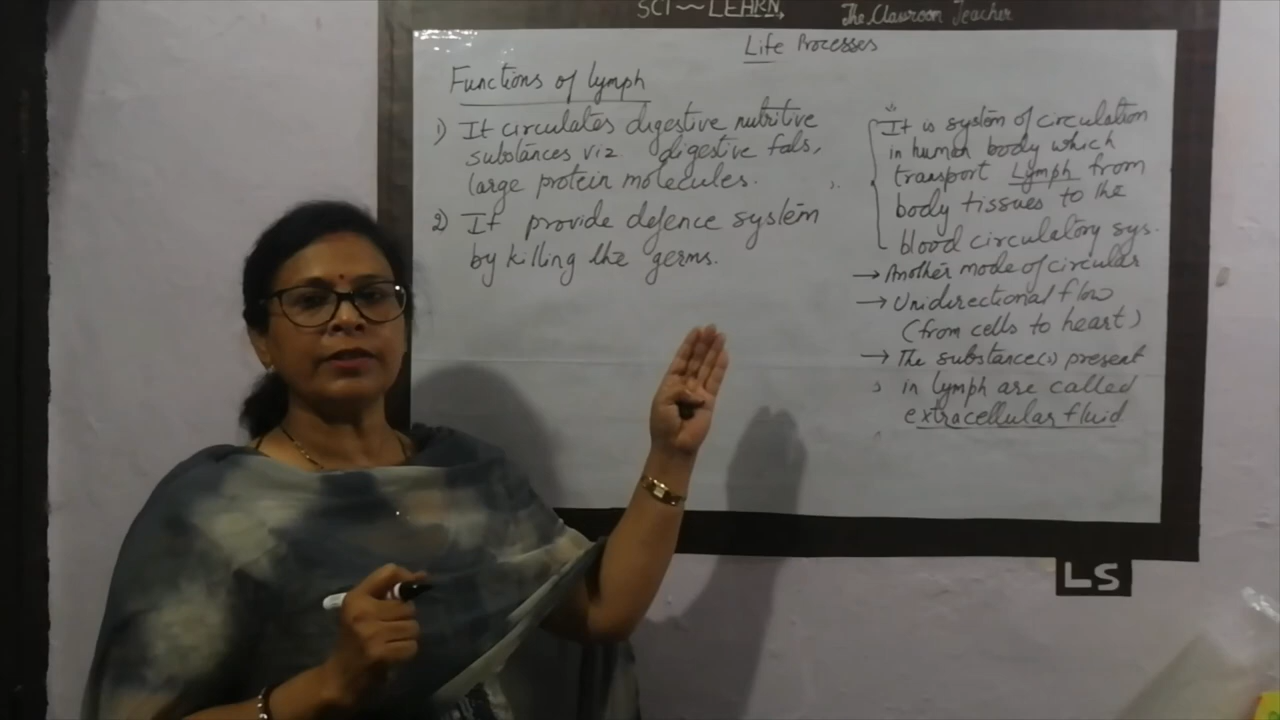 SCI~LEARN The Classroom Teacher
Life Processes
Functions of lymph
1) It circulates digestive nutritive
substances viz digestive fats,
large protein molecules.
2) It provide defence system
by killing the germs.
It is system of circulation
in human body which
transport Lymph from
body tissues to the
blood circulatory sys.
→ Another mode of circular
→ Unidirectional flow
(from cells to heart)
→ The substance(s) present
in lymph are called
extracellular fluid
LS